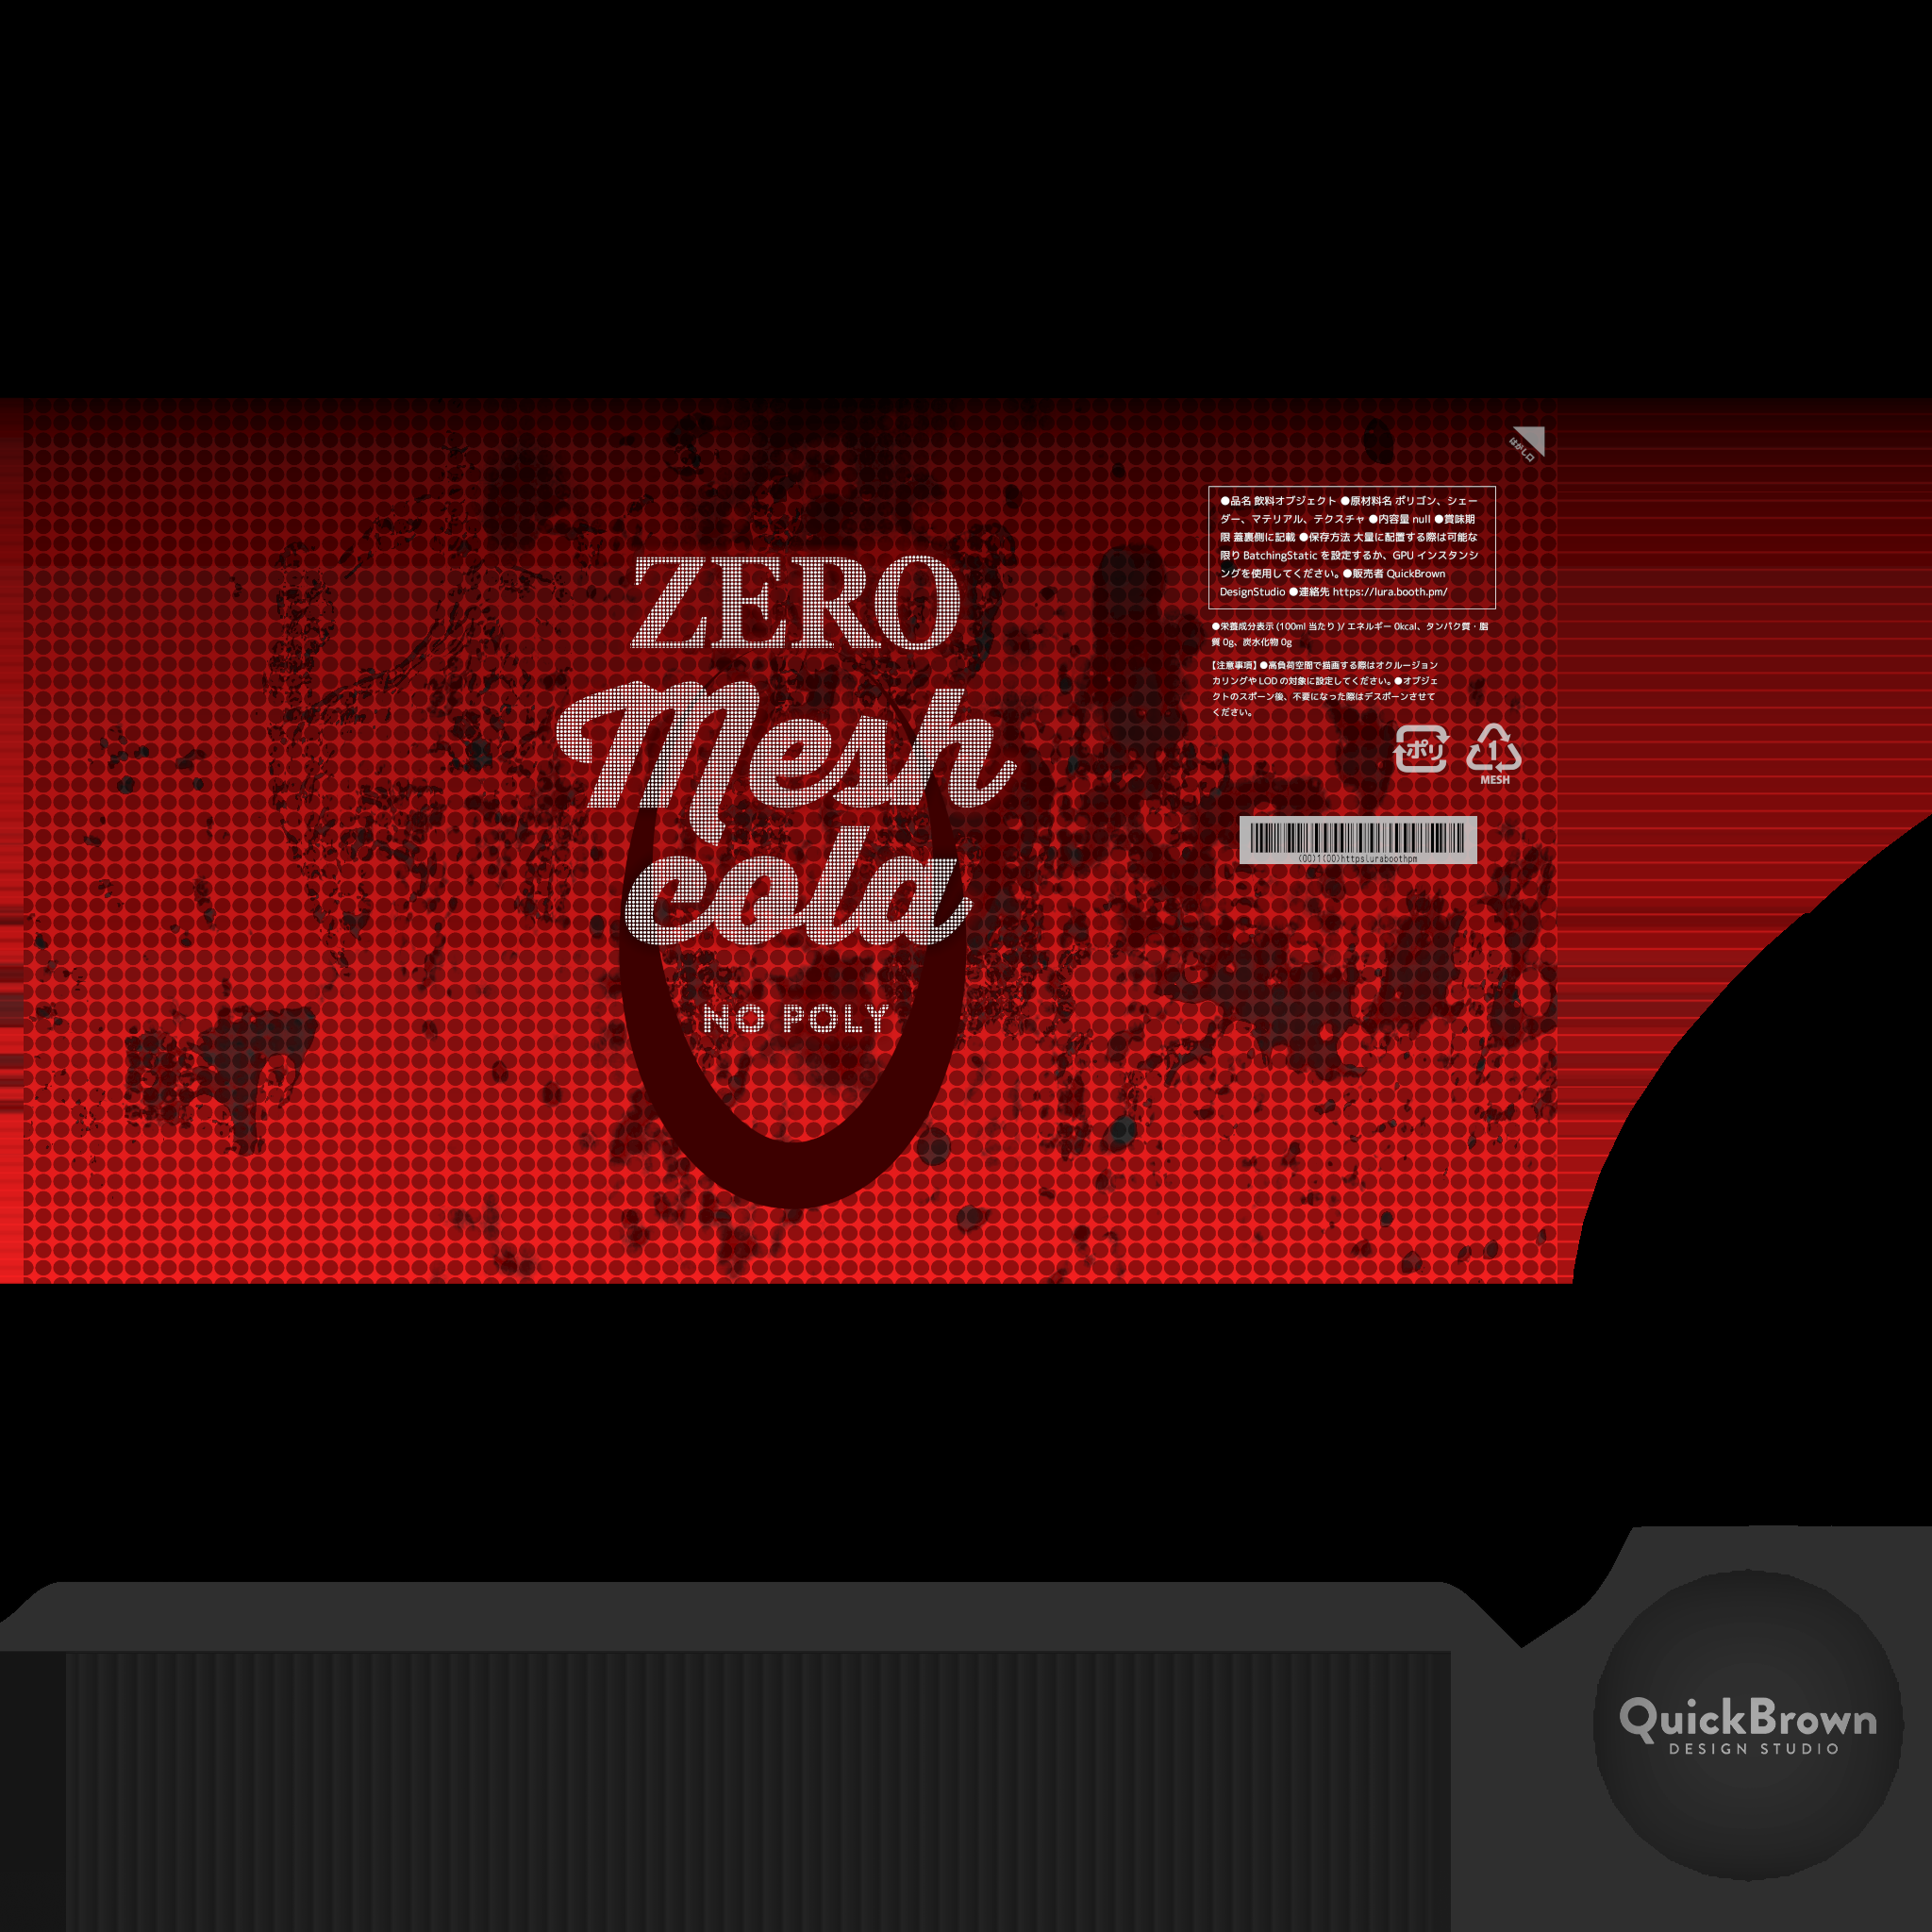 ZERO
Mesh
cola
NO POLY
はがし口
●品名 飲料オブジェクト ●原材料名 ポリゴン、シェー
ダー、マテリアル、テクスチャ ●内容量 null ●賞味期
限 蓋裏側に記載 ●保存方法 大量に配置する際は可能な
限り BatchingStatic を設定するか、GPU インスタンシ
ングを使用してください。●販売者 QuickBrown
DesignStudio ●連絡先 https://lura.booth.pm/
●栄養成分表示 (100ml 当たり )/ エネルギー 0kcal、タンパク質・脂
質 0g、炭水化物 0g
【注意事項】●高負荷空間で描画する際はオクルージョン
カリングや LOD の対象に設定してください。●オブジェ
クトのスポーン後、不要になった際はデスポーンさせて
ください。
ポリ
1
MESH
(00)1(00)httpsluraboothpm
QuickBrown
DESIGN STUDIO